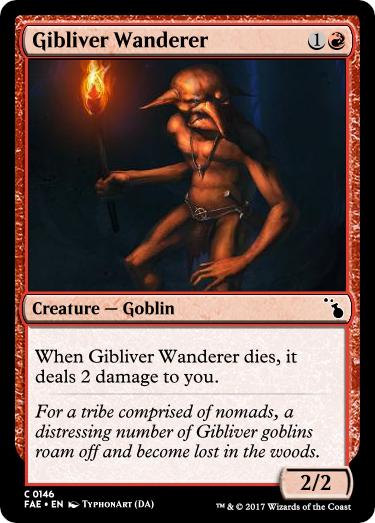 Gibliver Wanderer 1
Creature — Goblin
When Gibliver Wanderer dies, it
deals 2 damage to you.
For a tribe comprised of nomads, a
distressing number of Gibliver goblins
roam off and become lost in the woods.
2/2
C 0146
FAE • EN TYPHONART (DA)
™ & © 2017 Wizards of the Coast